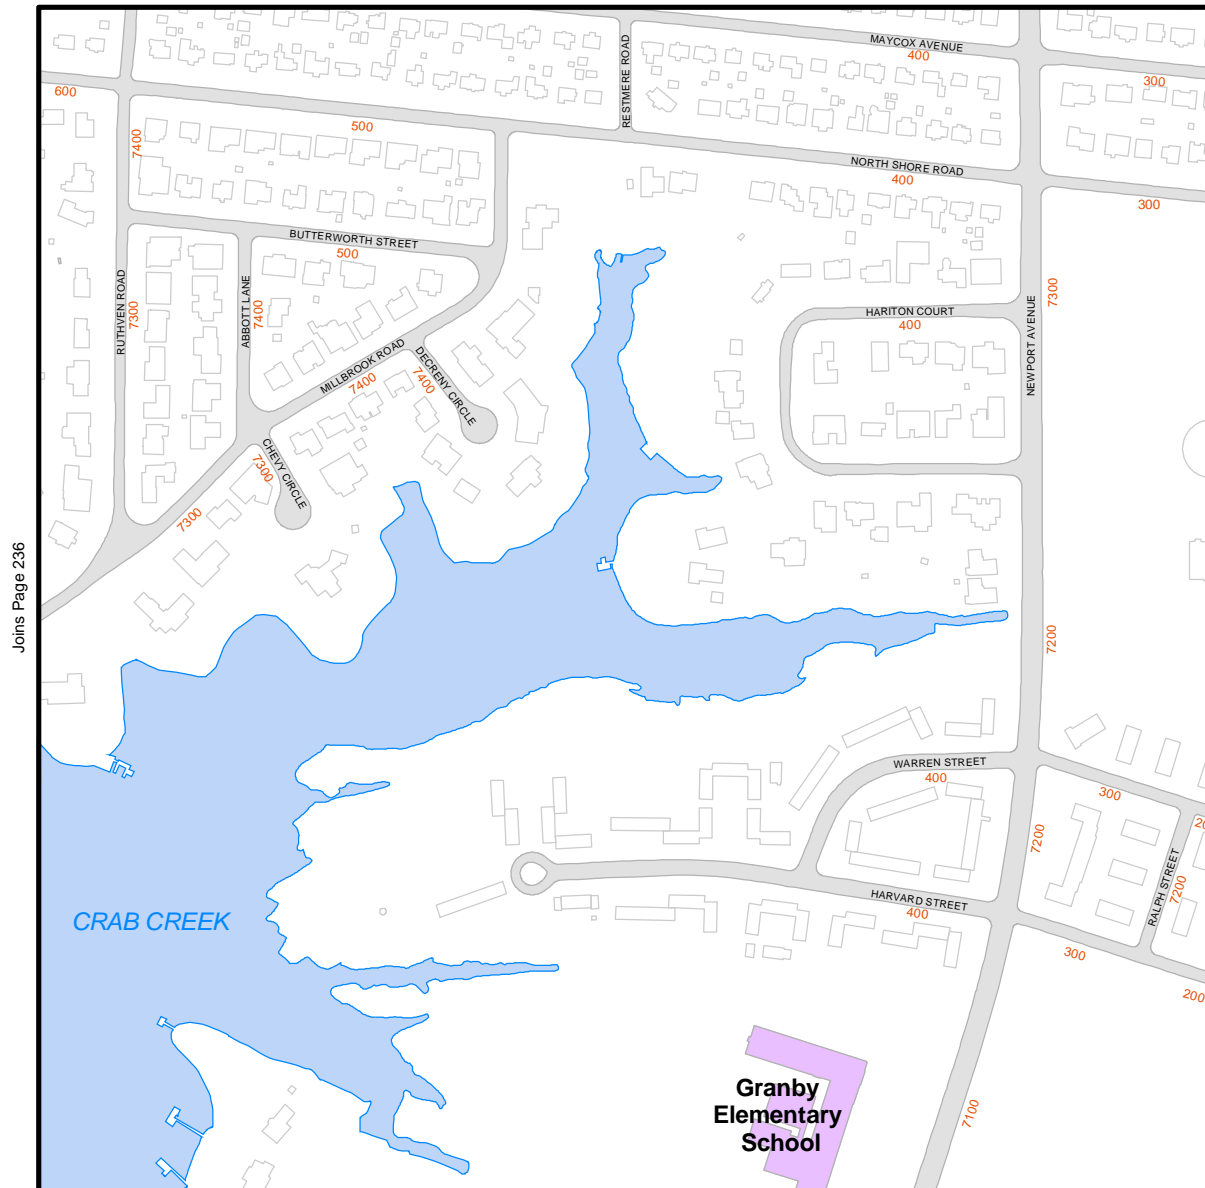 MAYCOX AVENUE
400
300
RESTMERE ROAD
600
500
7400
NORTH SHORE ROAD
400
300
BUTTERWORTH STREET
500
RUTHVEN ROAD
7300
ABBOTT LANE
7400
HARITON COURT
400
7300
NEWPORT AVENUE
MILLBROOK ROAD
7400
DECRENY CIRCLE
7400
CHEVY CIRCLE
7300
7300
Joins Page 236
7200
WARREN STREET
400
300
7200
RALPH STREET
7200
HARVARD STREET
400
300
200
CRAB CREEK
Granby
Elementary
School
7100